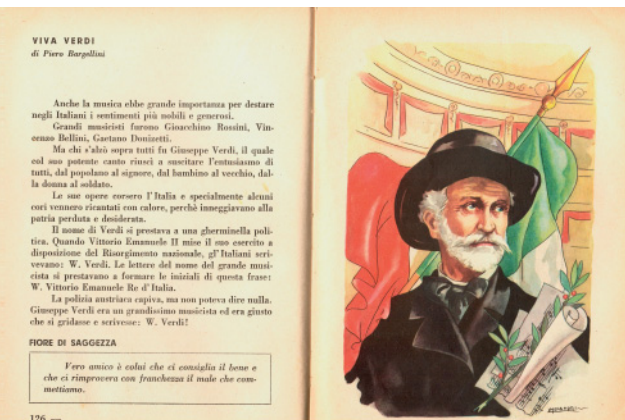 VIVA VERDI
di Piero Bargellini
Anche la musica ebbe grande importanza per destare
negli Italiani i sentimenti più nobili e generosi.
Grandi musicisti furono Gioacchino Rossini, Vin-
cenzo Bellini, Gaetano Donizetti.
Ma chi s'alzò sopra tutti fu Giuseppe Verdi, il quale
col suo potente canto riuscì a suscitare l'entusiasmo di
tutti, dal popolano al signore, dal bambino al vecchio, dal-
la donna al soldato.
Le sue opere corsero l'Italia e specialmente alcuni
cori vennero ricantati con calore, perchè inneggiavano alla
patria perduta e desiderata.
Il nome di Verdi si prestava a una gherminella poli-
tica. Quando Vittorio Emanuele II mise il suo esercito a
disposizione del Risorgimento nazionale, gl'Italiani scri-
vevano: W. Verdi. Le lettere del nome del grande musi-
cista si prestavano a formare le iniziali di questa frase:
W. Vittorio Emanuele Re d'Italia.
La polizia austriaca capiva, ma non poteva dire nulla.
Giuseppe Verdi era un grandissimo musicista ed era giusto
che si gridasse e scrivesse: W. Verdi!
FIORE DI SAGGEZZA
Vero amico è colui che ci consiglia il bene e
che ci rimprovera con franchezza il male che com-
mettiamo.
126 —